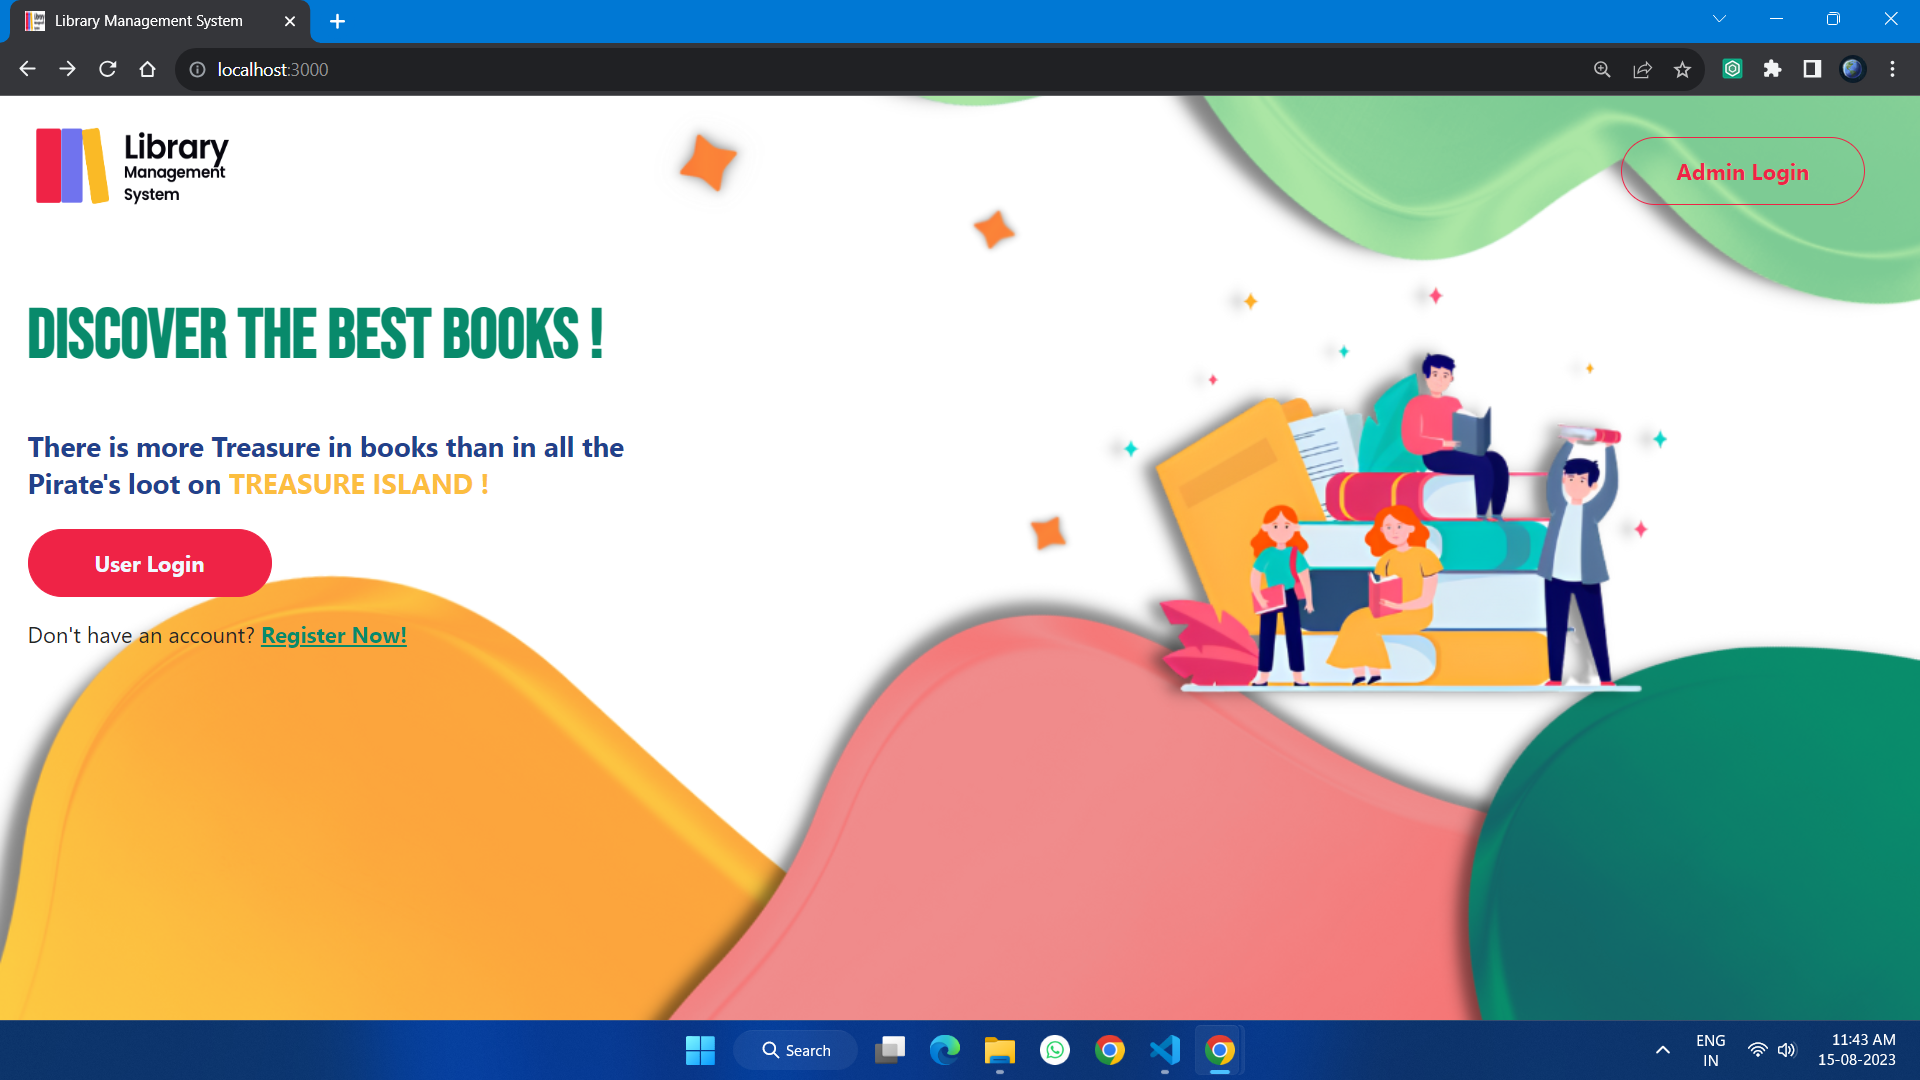 Library Management System
localhost:3000
Library
Management
System
Admin Login
DISCOVER THE BEST BOOKS !
There is more Treasure in books than in all the
Pirate's loot on TREASURE ISLAND !
User Login
Don't have an account? Register Now!
Search
ENG
IN
11:43 AM
15-08-2023